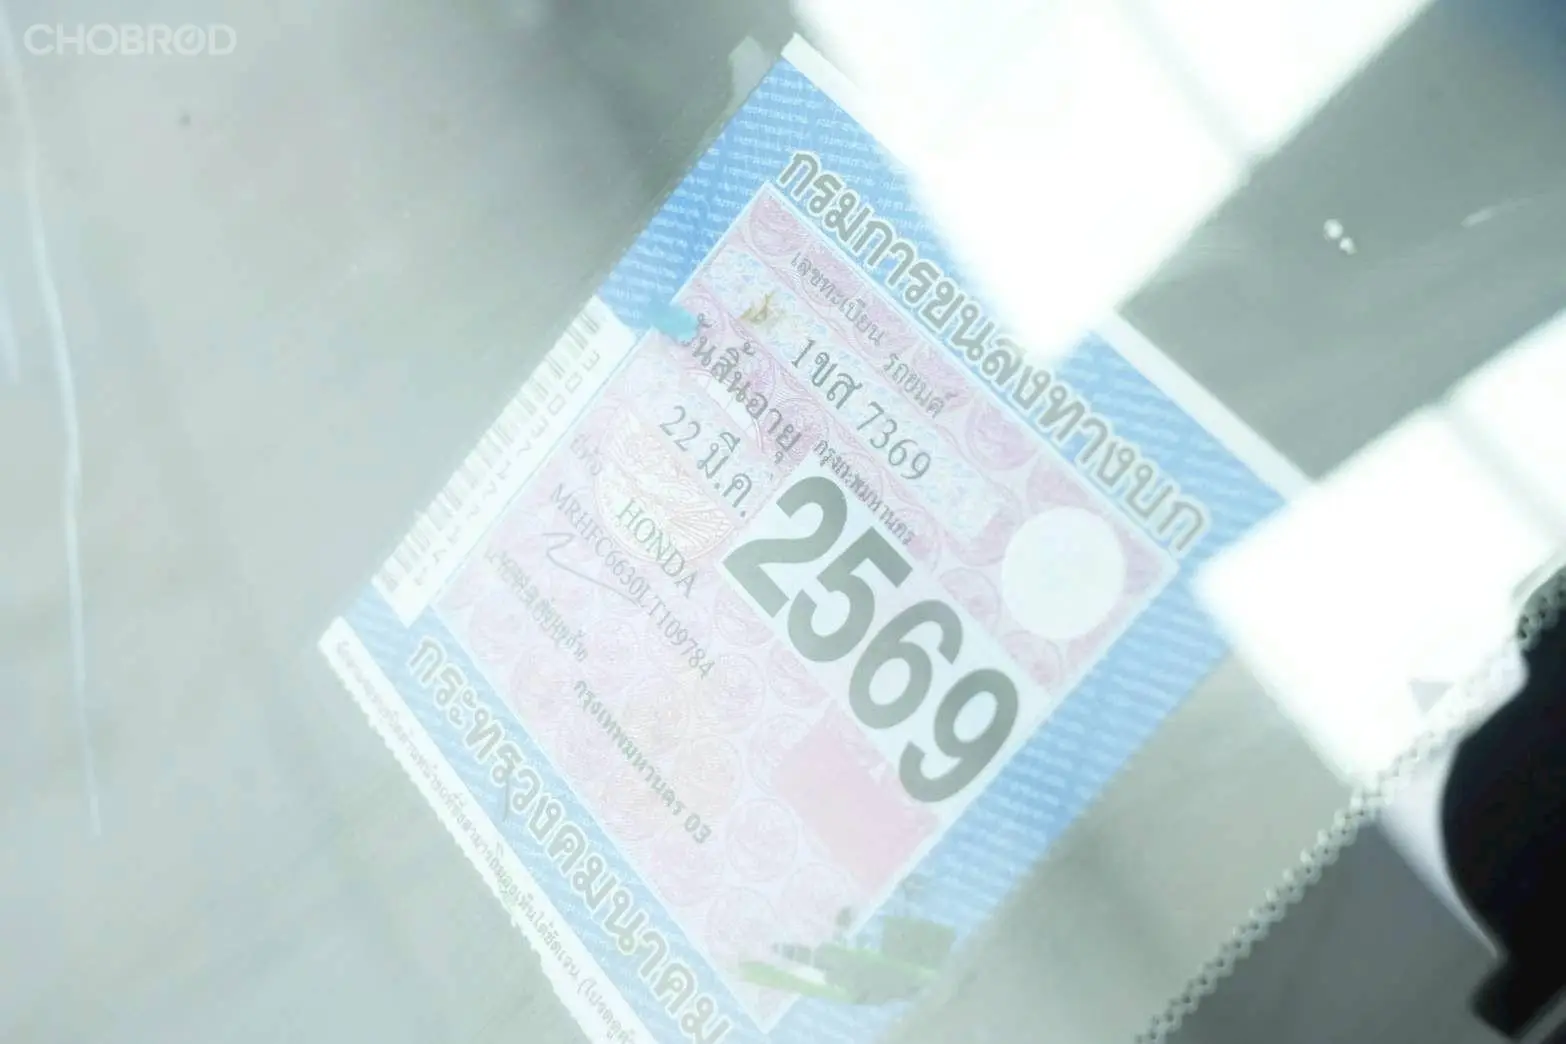 CHOBROD
กรมการขนส่งทางบก
เลขทะเบียน รถยนต์
1ขส 7369
กรุงเทพมหานคร
วันสิ้นอายุ
22 มี.ค.
2569
HONDA
MRHFC6630LT109784
กรุงเทพมหานคร 03
กระทรวงคมนาคม